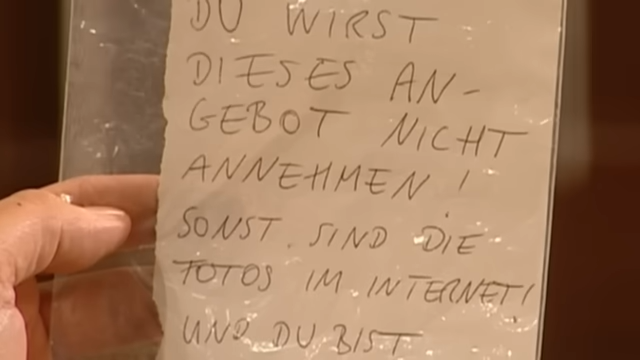 DU WIRST
DIESES AN-
GEBOT NICHT
ANNEHMEN!
SONST SIND DIE
FOTOS IM INTERNET!
UND DU BIST